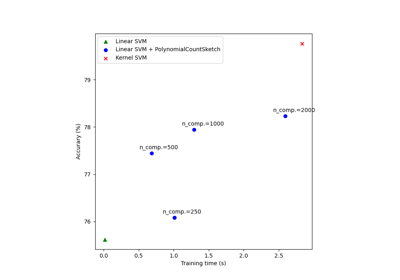 Linear SVM
Linear SVM + PolynomialCountSketch
Kernel SVM
79
n_comp.=2000
n_comp.=1000
78
n_comp.=500
77
n_comp.=250
76
Accurary (%)
0.0 0.5 1.0 1.5 2.0 2.5
Training time (s)